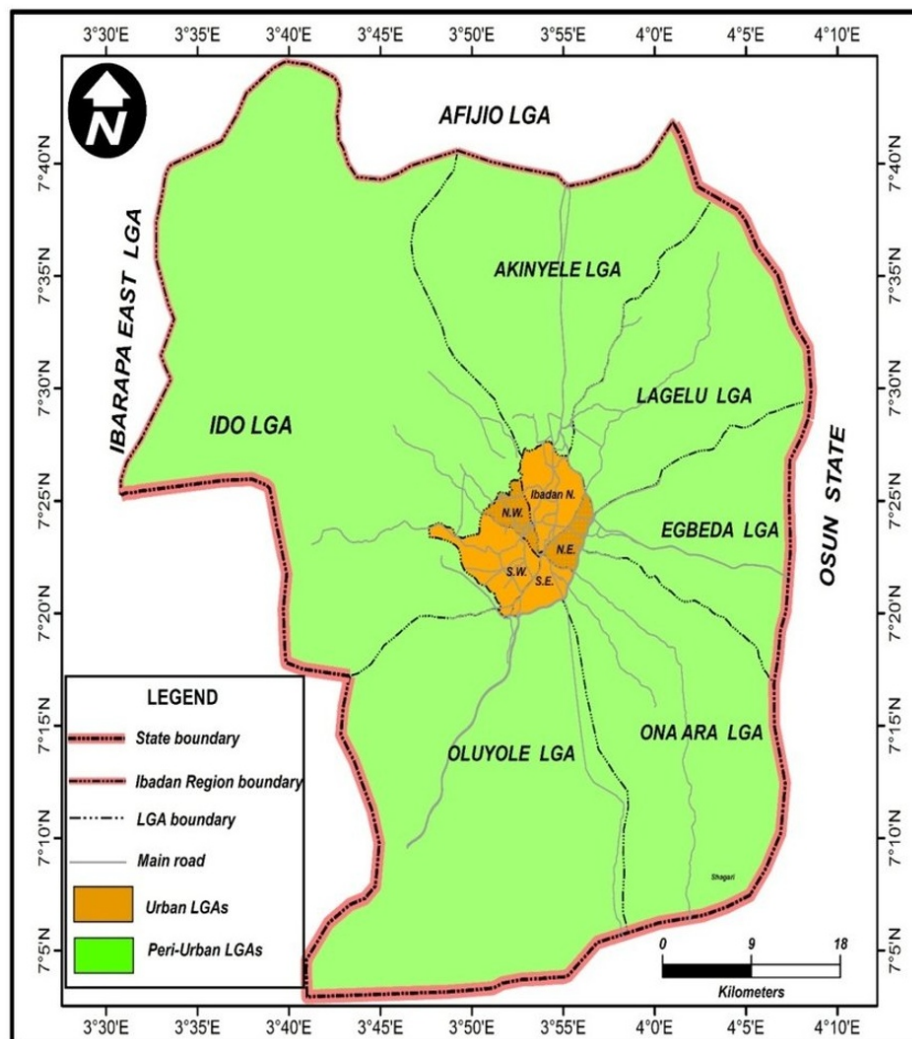 3°30'E 3°35'E 3°40'E 3°45'E 3°50'E 3°55'E 4°0'E 4°5'E 4°10'E
N
AFIJIO LGA
7°40'N 7°40'N
AKINYELE LGA
7°35'N 7°35'N
IBARAPA EAST LGA
7°30'N 7°30'N
LAGELU LGA
IDO LGA
OSUN STATE
7°25'N 7°25'N
Ibadan N.
N.W.
EGBEDA LGA
N.E.
S.W.
S.E.
7°20'N 7°20'N
LEGEND
State boundary
Ibadan Region boundary
LGA boundary
Main road
Urban LGAs
Peri-Urban LGAs
7°15'N 7°15'N
ONA ARA LGA
OLUYOLE LGA
7°10'N 7°10'N
Shagari
7°5'N 7°5'N
0 9 18
Kilometers
3°30'E 3°35'E 3°40'E 3°45'E 3°50'E 3°55'E 4°0'E 4°5'E 4°10'E